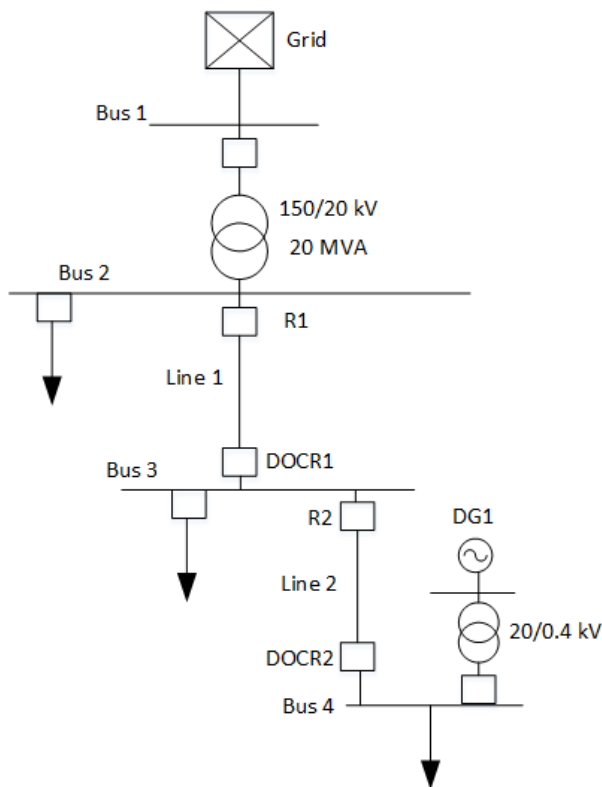 Grid
Bus 1
150/20 kV
20 MVA
Bus 2
R1
Line 1
DOCR1
Bus 3
R2
DG1
Line 2
20/0.4 kV
DOCR2
Bus 4